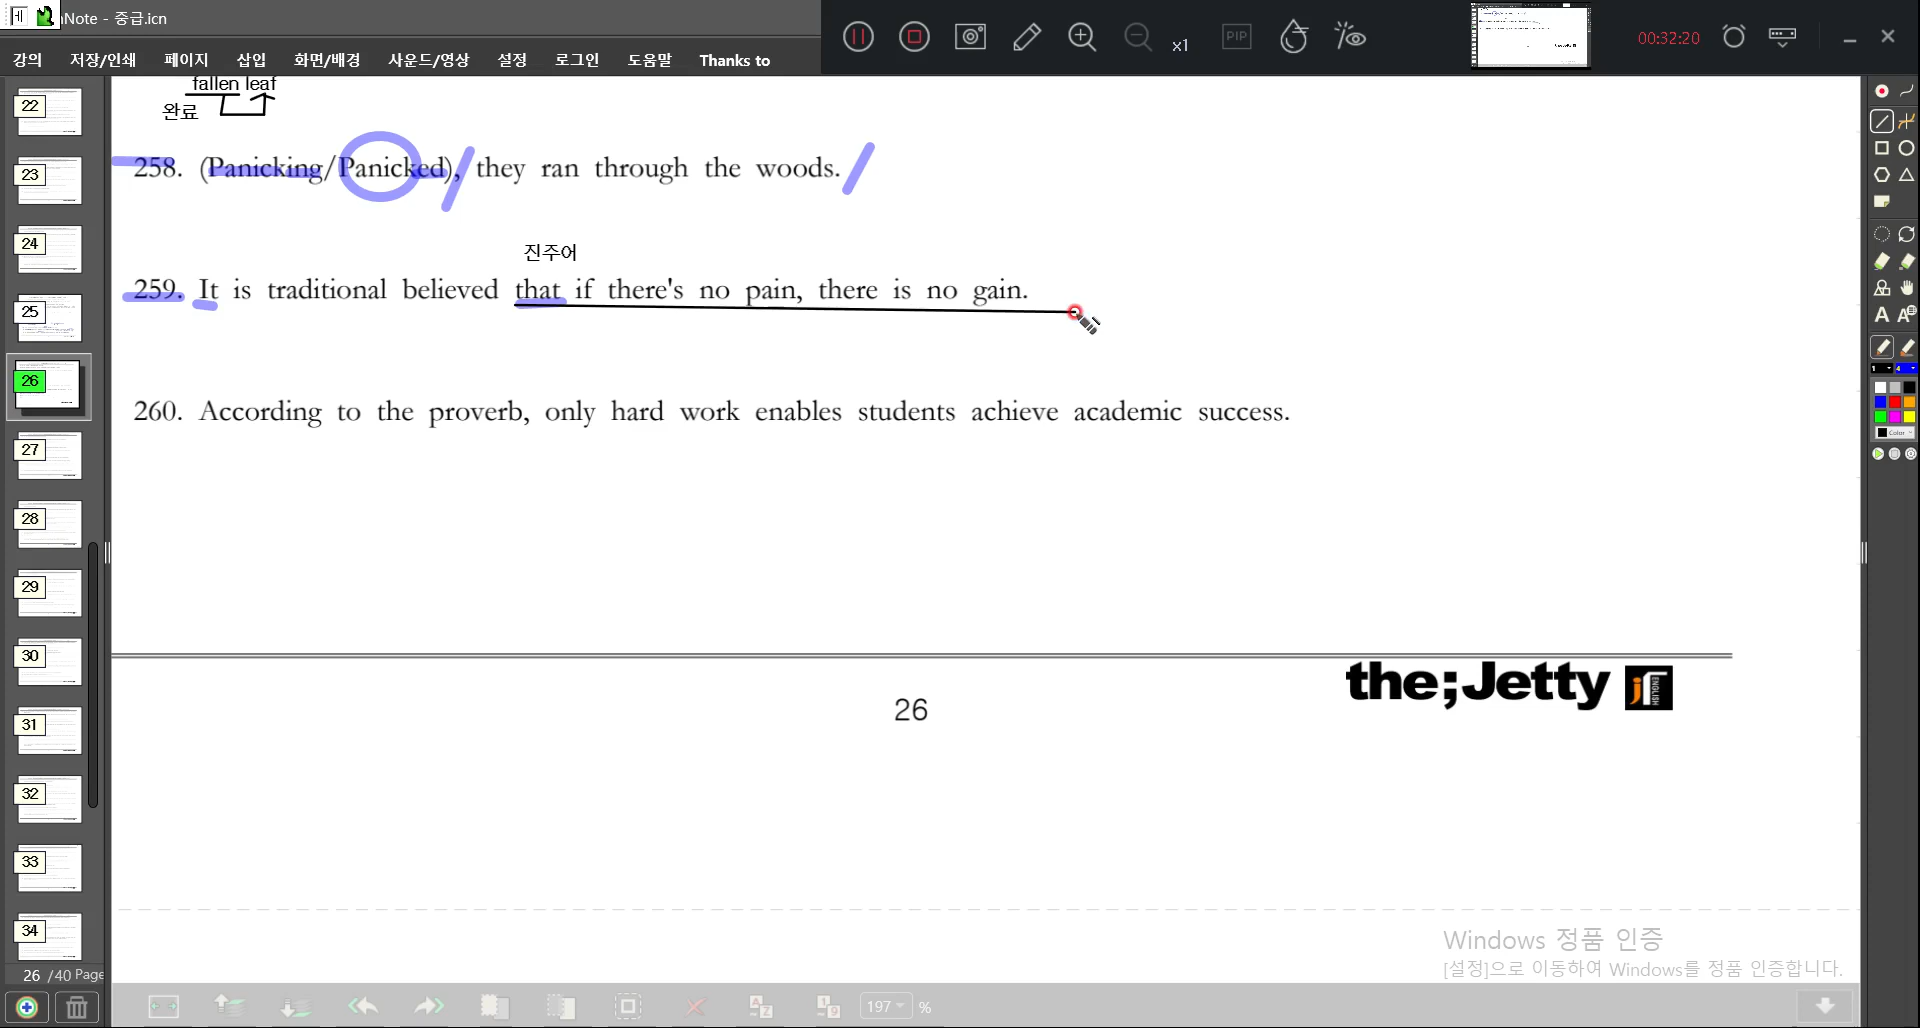 Note - 중급.icn
x1
PIP
00:32:20
강의 저장/인쇄 페이지 삽입 화면/배경 사운드/영상 설정 로그인 도움말 Thanks to
fallen leaf
완료
258. (Panicking/Panicked), they ran through the woods.
진주어
259. It is traditional believed that if there's no pain, there is no gain.
260. According to the proverb, only hard work enables students achieve academic success.
22
23
24
25
26
27
28
29
30
31
32
33
34
26 /40 Page
the;Jetty
ENGLISH
26
Windows 정품 인증
[설정]으로 이동하여 Windows를 정품 인증합니다.
197 %
Color